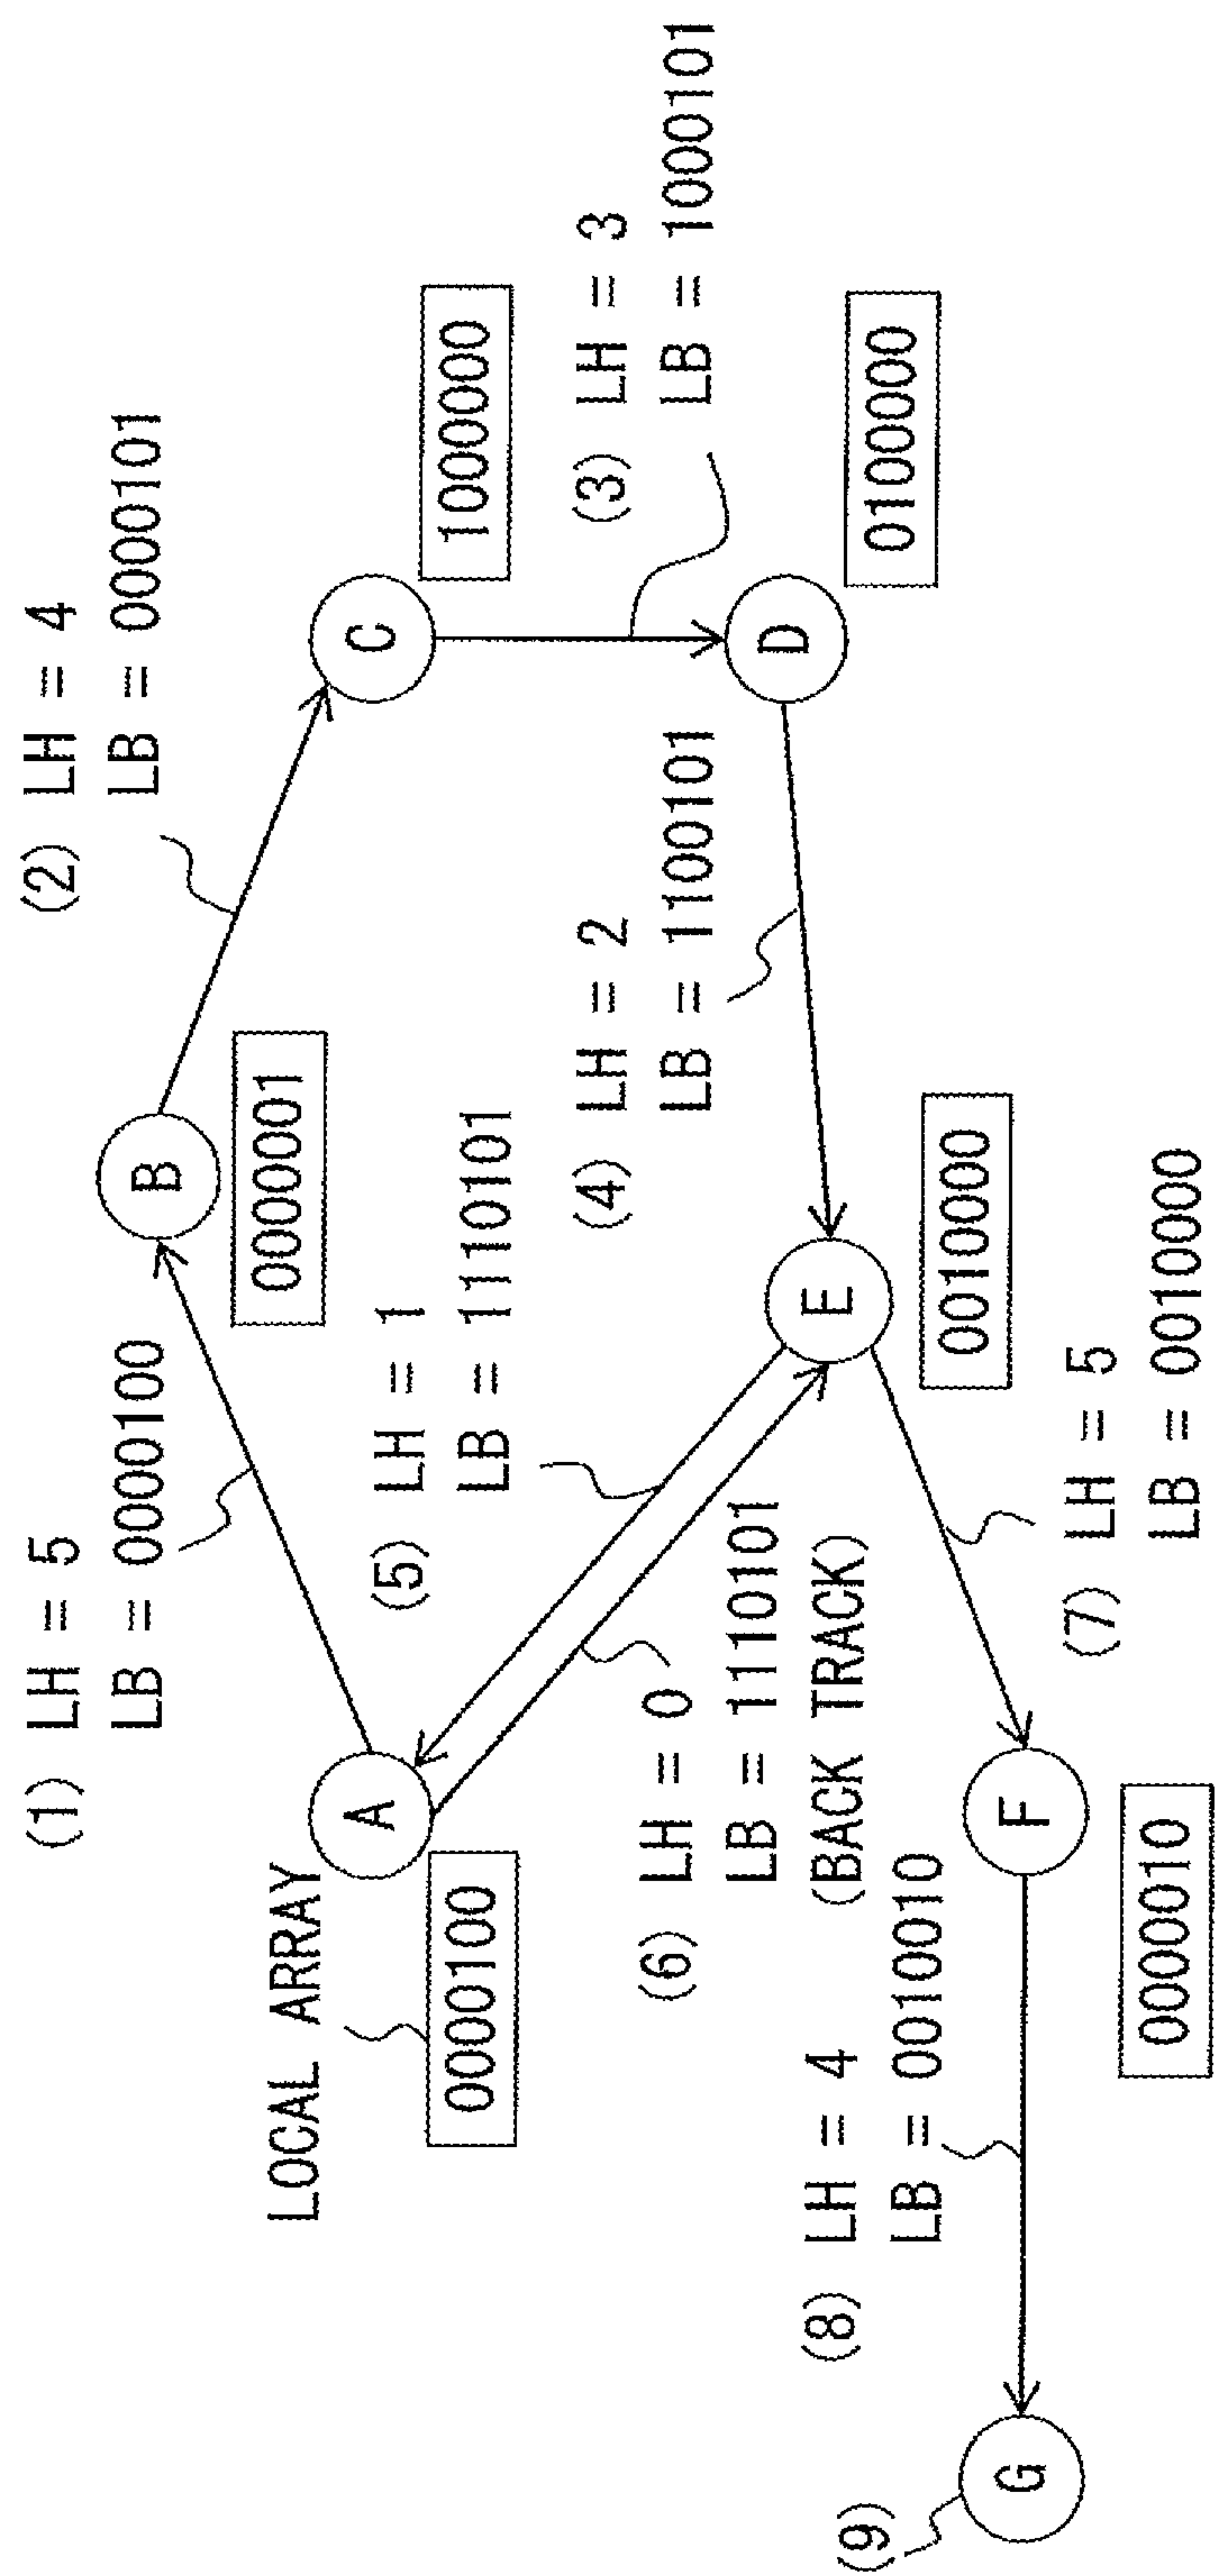 (1) LH = 5
LB = 0000100
(2) LH = 4
LB = 0000101
B
0000001
LOCAL ARRAY
A
0000100
C
1000000
(5) LH = 1
LB = 1110101
(3) LH = 3
LB = 1000101
(4) LH = 2
LB = 1100101
(6) LH = 0
LB = 1110101
(BACK TRACK)
E
0010000
D
0100000
(8) LH = 4
LB = 0010010
(9)
G
F
0000010
(7) LH = 5
LB = 0010000